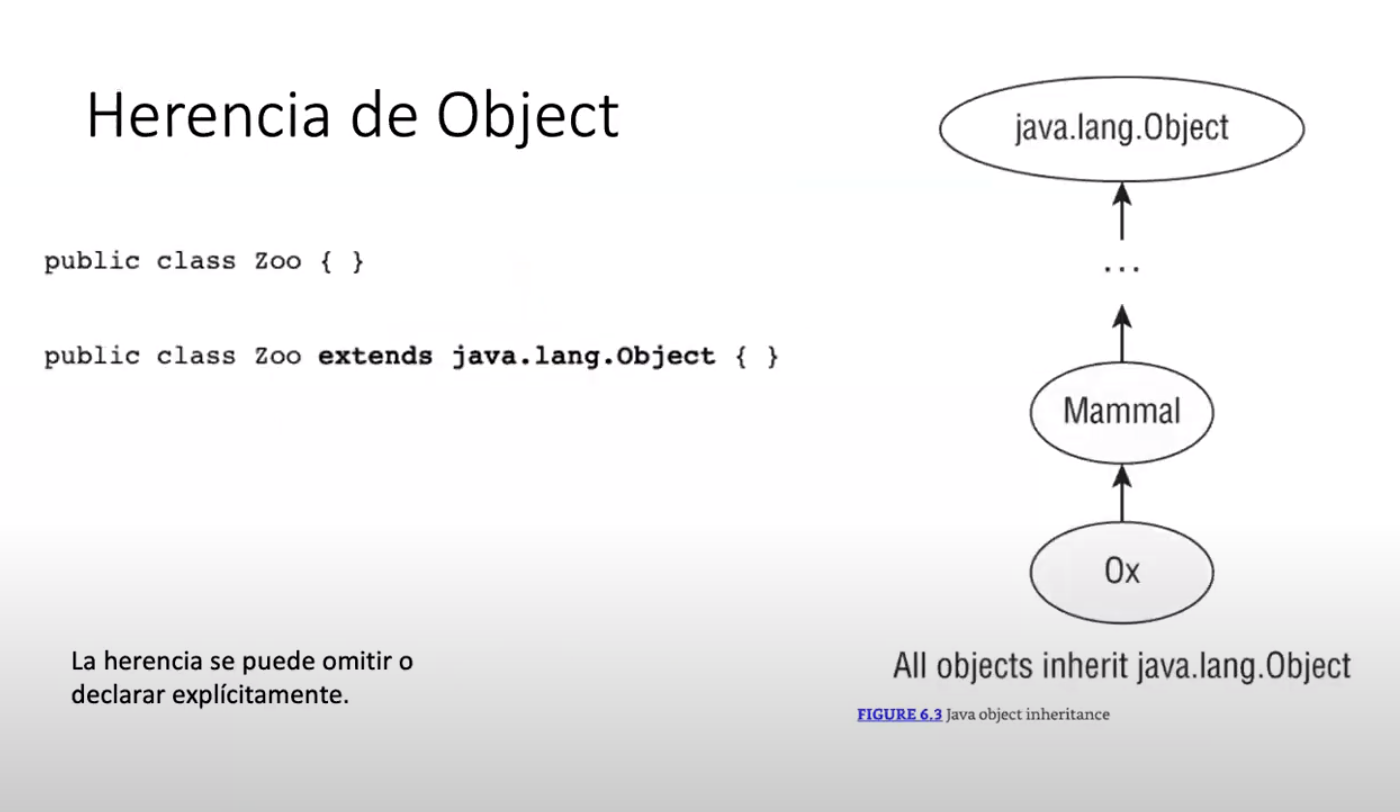 Herencia de Object
public class Zoo { }
public class Zoo extends java.lang.Object { }
La herencia se puede omitir o
declarar explícitamente.
java.lang.Object
...
Mammal
Ox
All objects inherit java.lang.Object
FIGURE 6.3 Java object inheritance